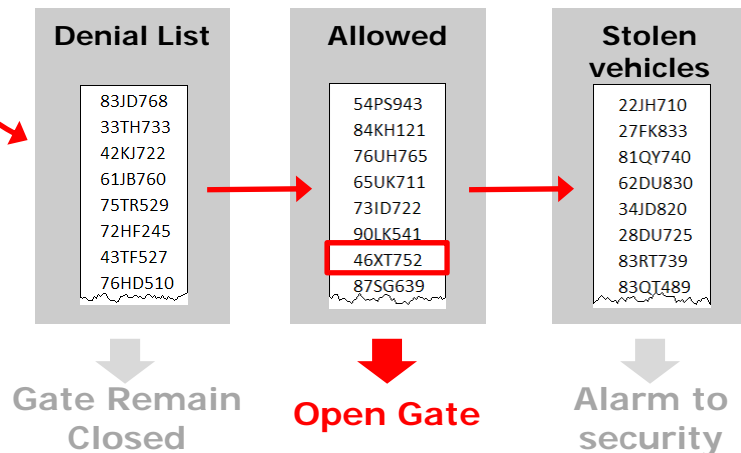 Denial List
83JD768
33TH733
42KJ722
61JB760
75TR529
72HF245
43TF527
76HD510
Gate Remain
Closed
Allowed
54PS943
84KH121
76UH765
65UK711
73ID722
90LK541
46XT752
87SG639
Open Gate
Stolen
vehicles
22JH710
27FK833
81QY740
62DU830
34JD820
28DU725
83RT739
83QT489
Alarm to
security